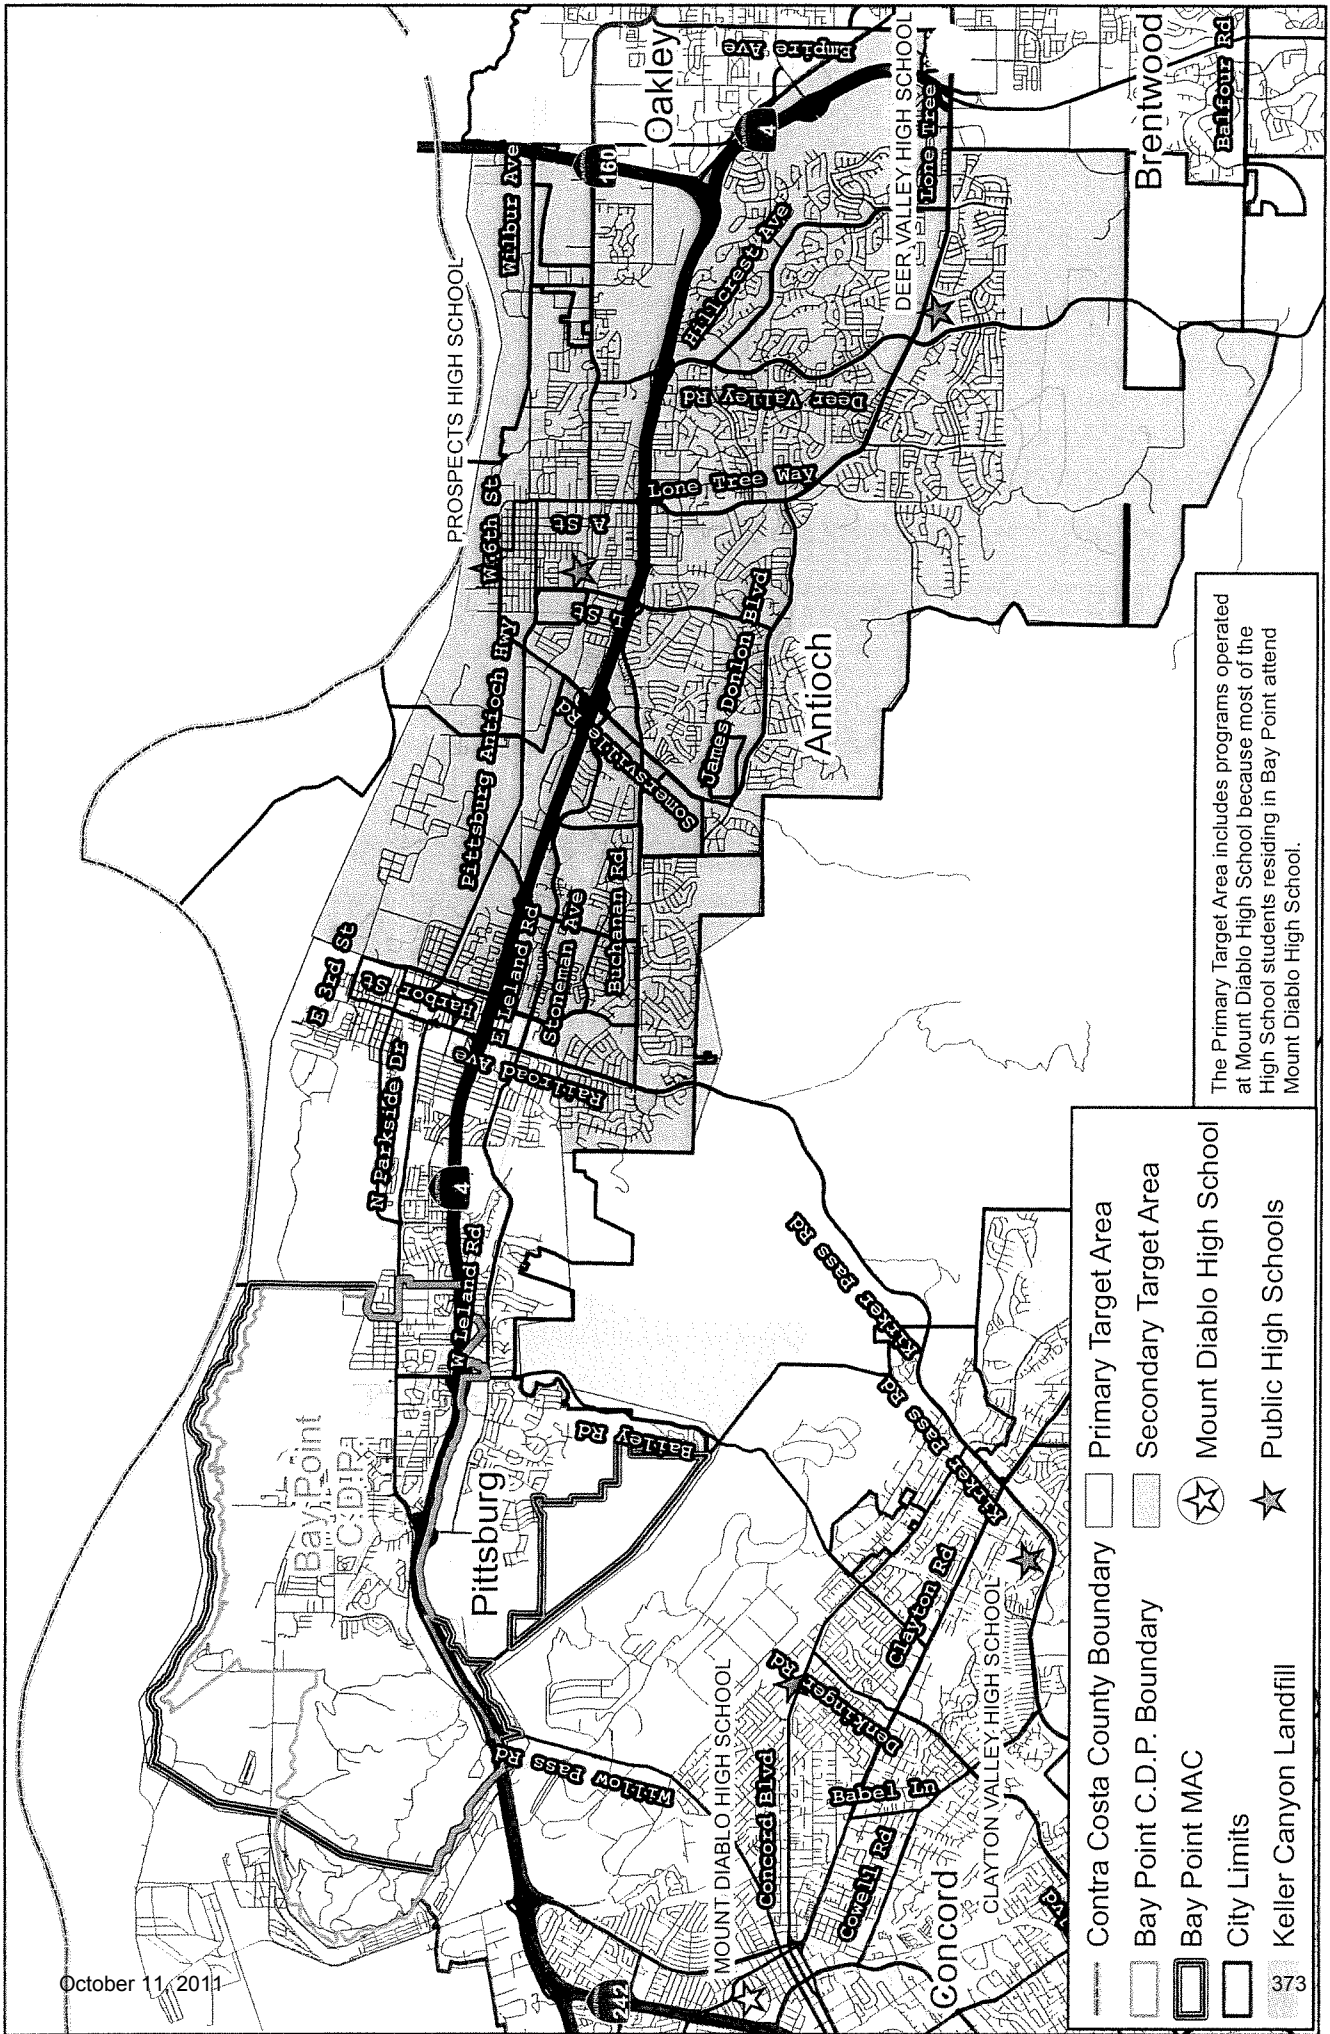 October 11, 2011
373
PROSPECTS HIGH SCHOOL
DEER VALLEY HIGH SCHOOL
MOUNT DIABLO HIGH SCHOOL
CLAYTON VALLEY HIGH SCHOOL
Bay Point
C.D.P.
Pittsburg
Antioch
Oakley
Brentwood
Concord
242
4
160
4
Willow Pass Rd
Bailey Rd
W Leland Rd
N Parkside Dr
E 3rd St
Harbor St
Railroad Ave
E Leland Rd
Stoneman Ave
Buchanan Rd
Pittsburg Antioch Hwy
Somersville Rd
James Donlon Blvd
W 6th St
A St
L St
Lone Tree Way
Deer Valley Rd
Hillcrest Ave
Wilbur Ave
Empire Ave
Lone Tree
Balfour Rd
Kirker Pass Rd
Kirker Pass Rd
Kirker
Clayton Rd
Denkinger Rd
Concord Blvd
Babel Ln
Cowell Rd
Contra Costa County Boundary
Bay Point C.D.P. Boundary
Bay Point MAC
City Limits
Keller Canyon Landfill
Primary Target Area
Secondary Target Area
Mount Diablo High School
Public High Schools
The Primary Target Area includes programs operated
at Mount Diablo High School because most of the
High School students residing in Bay Point attend
Mount Diablo High School.